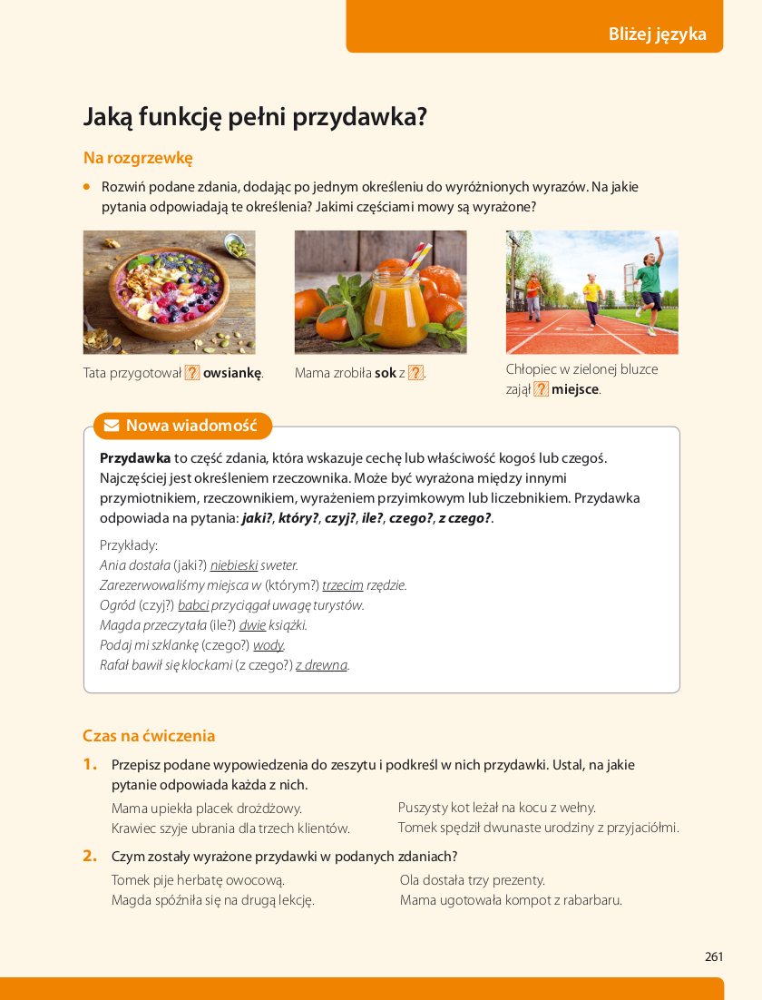 Bliżej języka
Jaką funkcję pełni przydawka?
Na rozgrzewkę
• Rozwiń podane zdania, dodając po jednym określeniu do wyróżnionych wyrazów. Na jakie
pytania odpowiadają te określenia? Jakimi częściami mowy są wyrażone?
Tata przygotował ? owsiankę.
Mama zrobiła sok z ?.
Chłopiec w zielonej bluzce
zajął ? miejsce.
Nowa wiadomość
Przydawka to część zdania, która wskazuje cechę lub właściwość kogoś lub czegoś.
Najczęściej jest określeniem rzeczownika. Może być wyrażona między innymi
przymiotnikiem, rzeczownikiem, wyrażeniem przyimkowym lub liczebnikiem. Przydawka
odpowiada na pytania: jaki?, który?, czyj?, ile?, czego?, z czego?.
Przykłady:
Ania dostała (jaki?) niebieski sweter.
Zarezerwowaliśmy miejsca w (którym?) trzecim rzędzie.
Ogród (czyj?) babci przyciągał uwagę turystów.
Magda przeczytała (ile?) dwie książki.
Podaj mi szklankę (czego?) wody.
Rafał bawił się klockami (z czego?) z drewna.
Czas na ćwiczenia
1. Przepisz podane wypowiedzenia do zeszytu i podkreśl w nich przydawki. Ustal, na jakie
pytanie odpowiada każda z nich.
Mama upiekła placek drożdżowy.
Krawiec szyje ubrania dla trzech klientów.
Puszysty kot leżał na kocu z wełny.
Tomek spędził dwunaste urodziny z przyjaciółmi.
2. Czym zostały wyrażone przydawki w podanych zdaniach?
Tomek pije herbatę owocową.
Magda spóźniła się na drugą lekcję.
Ola dostała trzy prezenty.
Mama ugotowała kompot z rabarbaru.
261